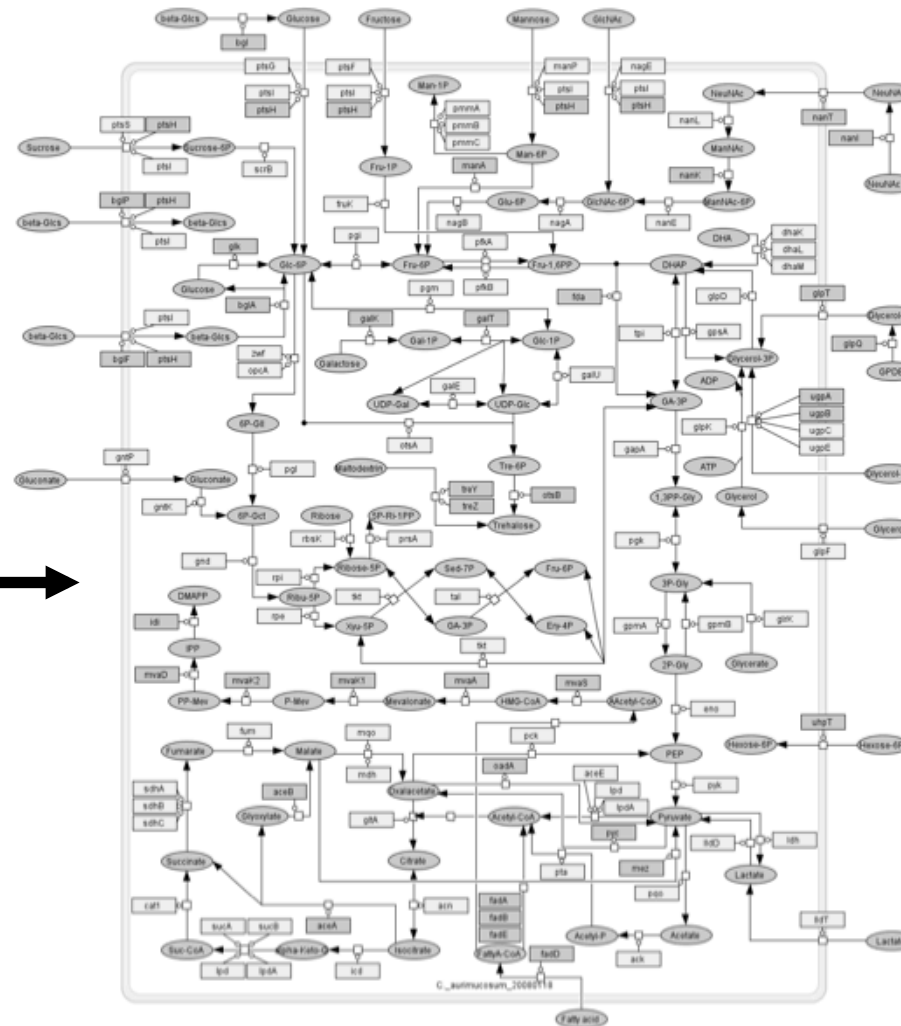 beta-Glcs
Glucose
Fructose
Mannose
GlcNAc
bgl
ptsG
ptsI
ptsH
ptsF
ptsI
ptsH
Man-1P
pmmA
pmmB
pmmC
manP
ptsI
ptsH
nagE
ptsI
ptsH
NeuNAc
nanT
nanI
NeuNAc
nanL
ManNAc
nanK
ManNAc-6P
ptsS
ptsH
Sucrose
Sucrose-6P
ptsI
scrB
Fru-1P
manA
Man-6P
fruK
Glu-6P
GlcNAc-6P
nagB
nagA
nanE
bglP
ptsH
beta-Glcs
beta-Glcs
ptsI
glk
pgi
pfkA
DHA
dhaK
dhaL
dhaM
Glc-6P
Fru-6P
Fru-1,6PP
DHAP
Glucose
bglA
pgm
pfkB
fda
glpD
glpT
ptsI
beta-Glcs
beta-Glcs
bglF
ptsH
galK
galT
tpi
gpsA
Gal-1P
Glc-1P
Glycerol-3P
glpQ
GPDE
Galactose
zwf
opcA
galE
galU
ADP
UDP-Gal
UDP-Glc
GA-3P
ugpA
ugpB
ugpC
ugpE
glpK
6P-Gli
otsA
gapA
gntP
pgl
Maltodextrin
Tre-6P
ATP
Gluconate
Gluconate
treY
treZ
otsB
1,3PP-Gly
Glycerol
gntK
6P-Gct
Ribose
5P-Ri-1PP
Trehalose
rbsK
prsA
pgk
glpF
gnd
Ribose-5P
Sed-7P
Fru-6P
rpi
3P-Gly
DMAPP
Ribu-5P
tkt
tal
idi
rpe
Xyu-5P
GA-3P
Ery-4P
gpmA
gpmB
glxK
IPP
tkt
2P-Gly
Glycerate
mvaD
mvaK2
mvaK1
mvaA
mvaS
PP-Mev
P-Mev
Mevalonate
HMG-CoA
eno
uhpT
fum
mqo
pck
Fumarate
Malate
PEP
Hexose-6P
Hexose-6P
mdh
oadA
aceE
lpd
lpdA
pyk
sdhA
sdhB
sdhC
aceB
Oxalacetate
Glyoxylate
gltA
Acetyl-CoA
Pyruvate
pyc
lldD
ldh
Citrate
Succinate
pta
mez
poxB
Lactate
cat1
sucA
sucB
aceA
acn
fadA
fadB
fadE
lldT
Suc-CoA
alpha-Keto-G
Isocitrate
Acetyl-P
Acetate
lpd
lpdA
icd
FattyA-CoA
fadD
ack
C._aurimucosum_20080118
Fatty acid